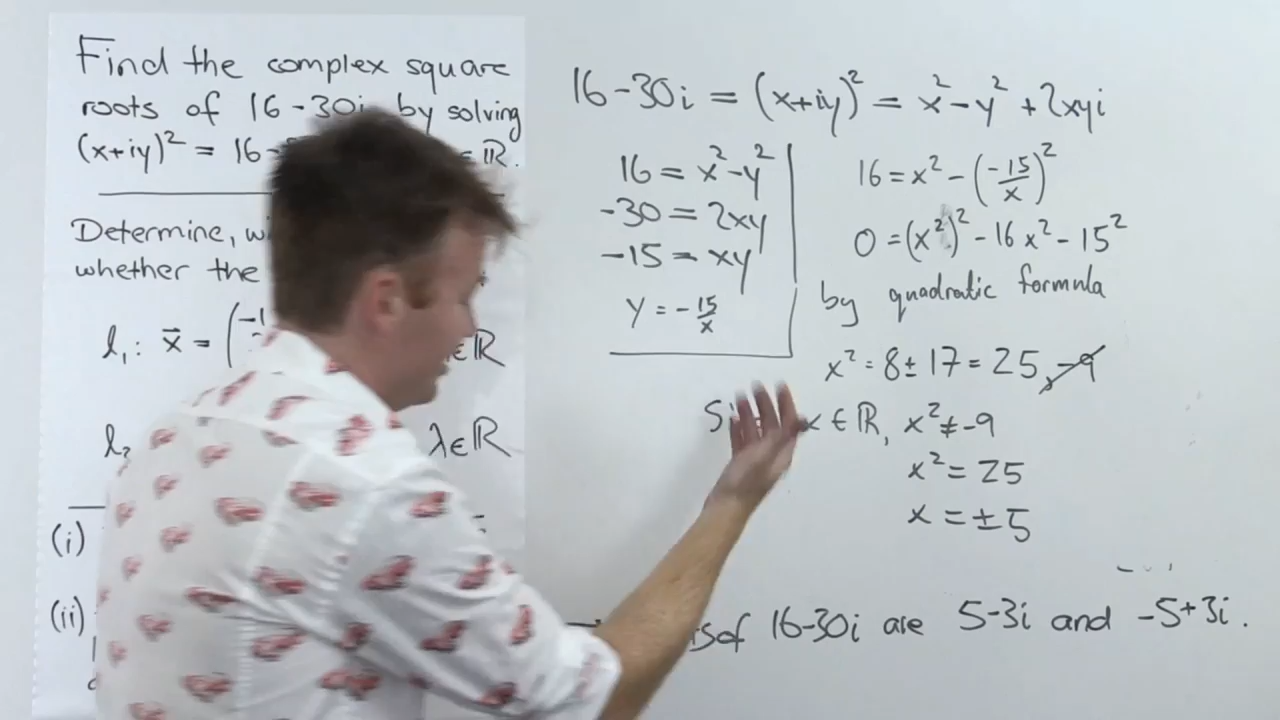 Find the complex square
roots of 16-30i by solving
(x+iy)² = 16- ∈ ℝ.
Determine,
whether the
l₁: x⃗ = (-1 ∈ℝ
l₂ λ∈ℝ
(i)
(ii)
16-30i = (x+iy)² = x²-y²+2xyi
16 = x²-y²
-30 = 2xy
-15 = xy
y = -15/x
16 = x² - (-15/x)²
0 = (x²)² - 16x² - 15²
by quadratic formula
x² = 8 ± 17 = 25, -9
x ∈ ℝ, x² ≠ -9
x² = 25
x = ±5
of 16-30i are 5-3i and -5+3i.